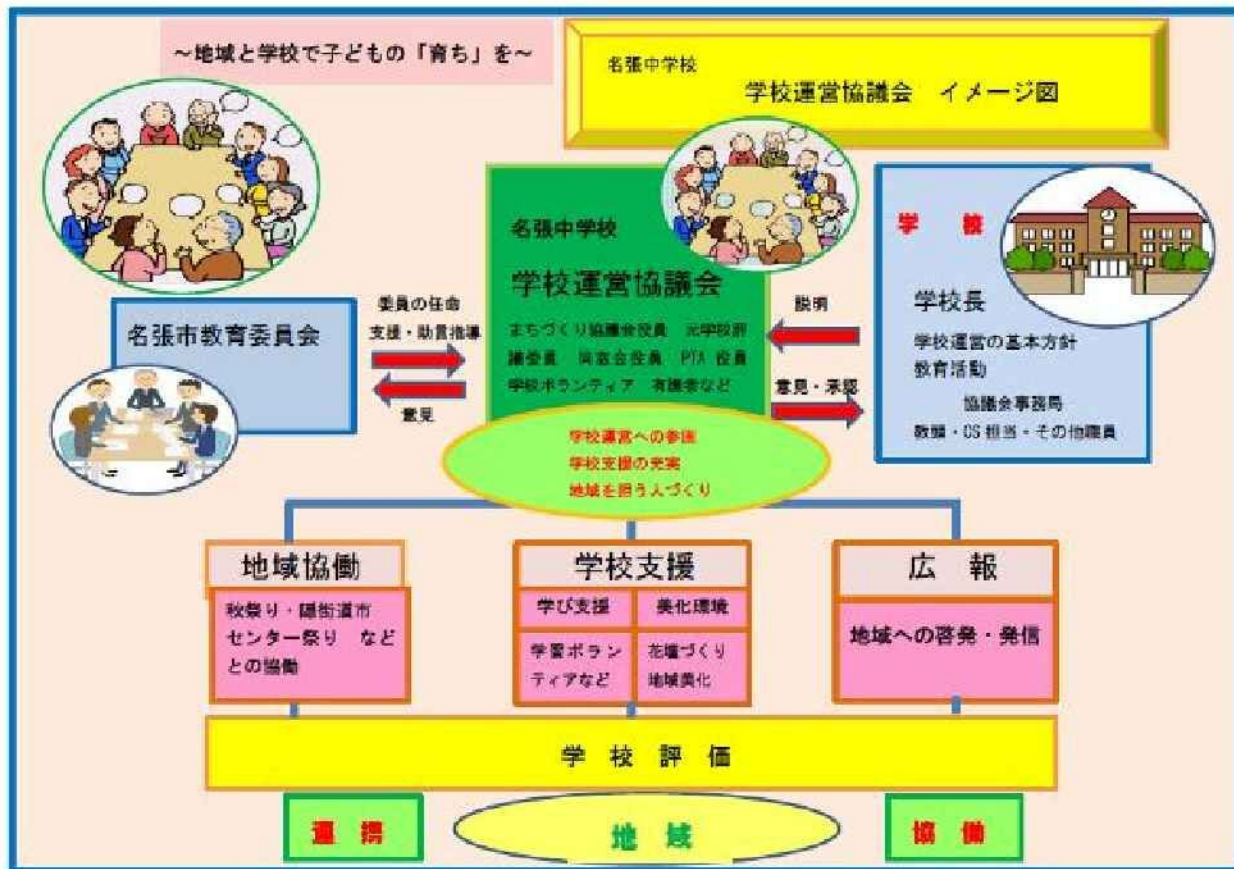 ～地域と学校で子どもの「育ち」を～
名張中学校
学校運営協議会 イメージ図
名張市教育委員会
委員の任命
支援・助言指導
意見
名張中学校
学校運営協議会
まちづくり協議会役員 元学校評
議委員 同窓会役員 PTA 役員
学校ボランティア 有識者など
説明
意見・承認
学 校
学校長
学校運営の基本方針
教育活動
協議会事務局
教頭・CS 担当・その他職員
学校運営への参画
学校支援の充実
地域を担う人づくり
地域協働
秋祭り・隠街道市
センター祭り など
との協働
学校支援
学び支援
美化環境
学習ボラン
ティアなど
花壇づくり
地域美化
広 報
地域への啓発・発信
学 校 評 価
連 携
地 域
協 働